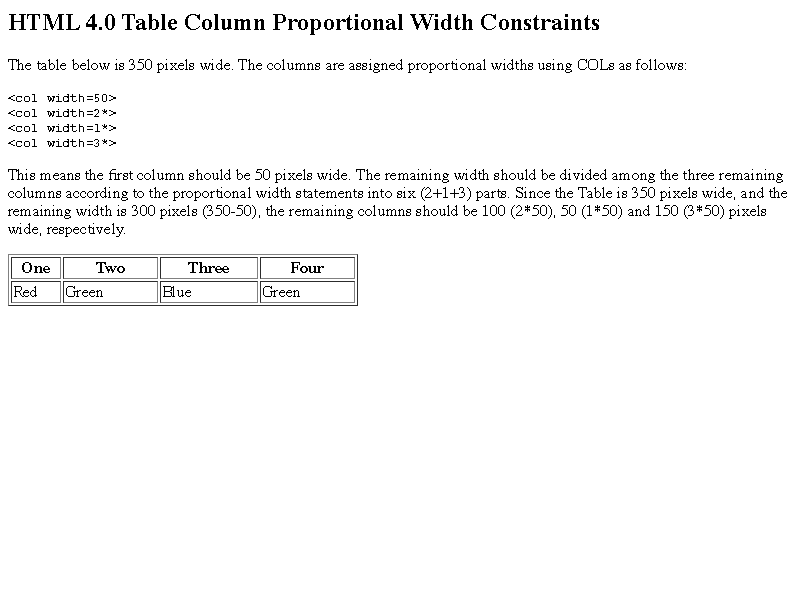 HTML 4.0 Table Column Proportional Width Constraints
The table below is 350 pixels wide. The columns are assigned proportional widths using COLs as follows:
<col width=50>
<col width=2*>
<col width=1*>
<col width=3*>
This means the first column should be 50 pixels wide. The remaining width should be divided among the three remaining
columns according to the proportional width statements into six (2+1+3) parts. Since the Table is 350 pixels wide, and the
remaining width is 300 pixels (350-50), the remaining columns should be 100 (2*50), 50 (1*50) and 150 (3*50) pixels
wide, respectively.
One Two Three Four
Red Green Blue Green